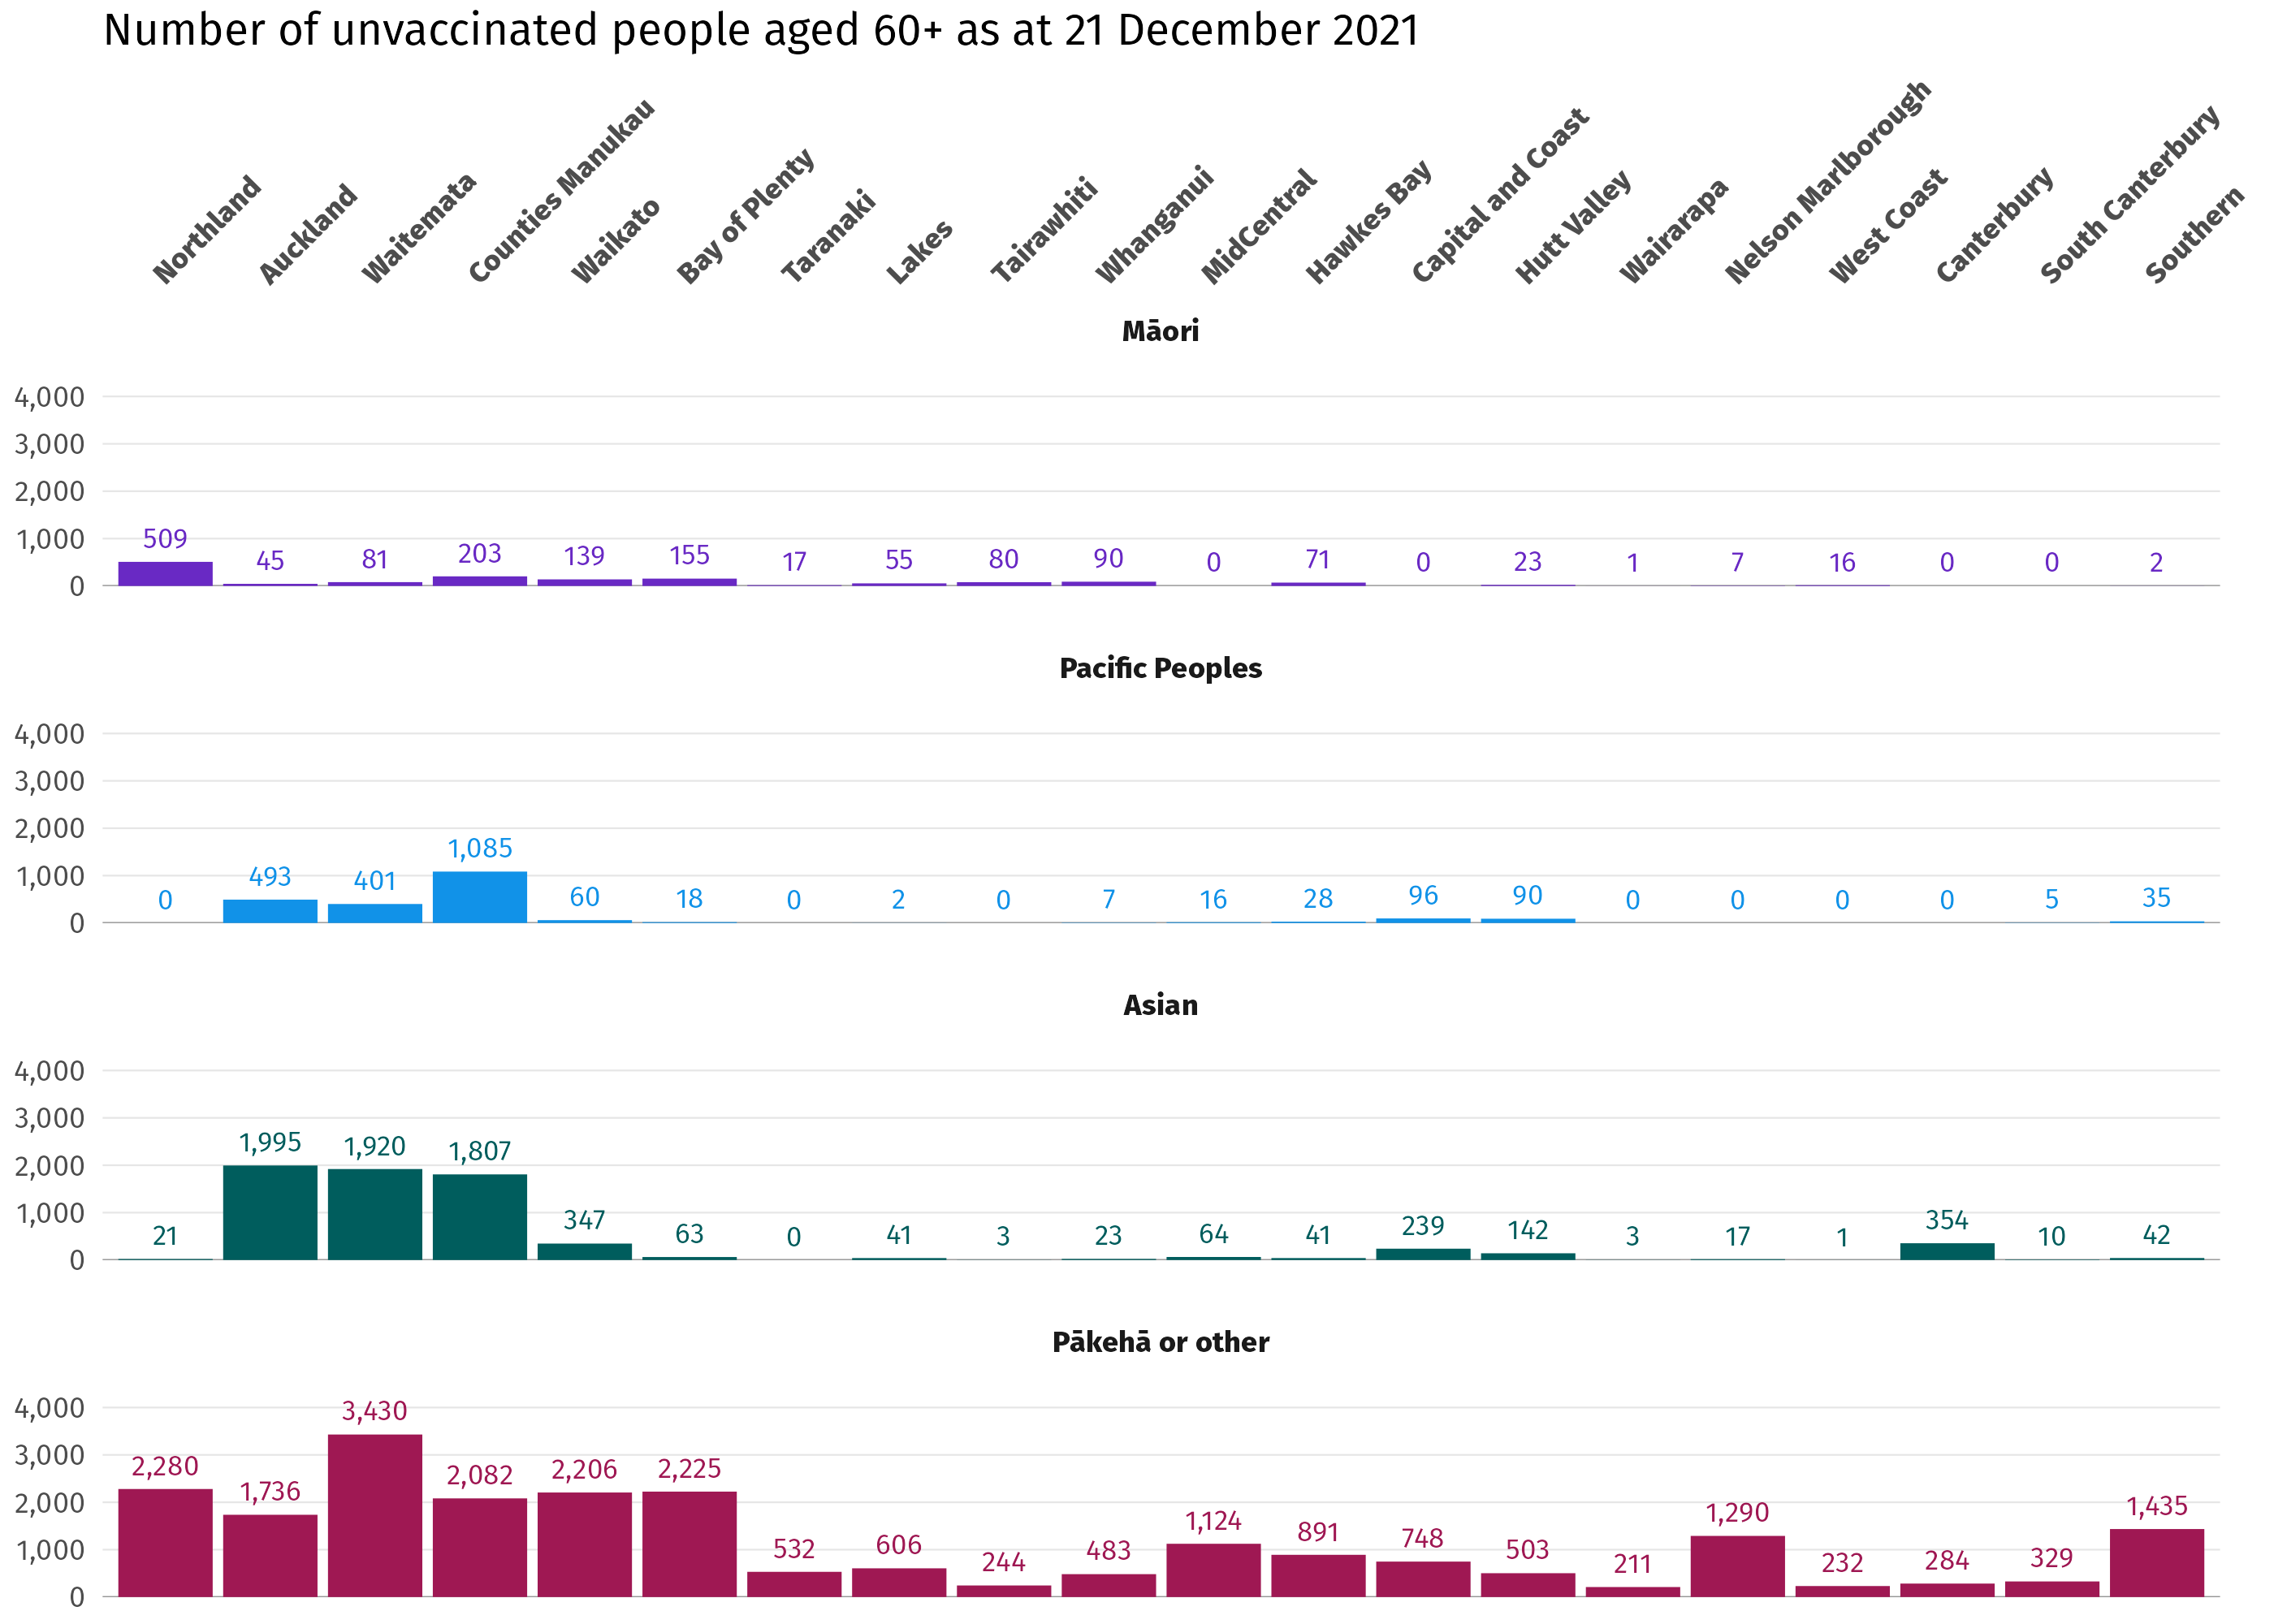 Number of unvaccinated people aged 60+ as at 21 December 2021
Northland Auckland Waitemata Counties Manukau Waikato Bay of Plenty Taranaki Lakes Tairawhiti Whanganui MidCentral Hawkes Bay Capital and Coast Hutt Valley Wairarapa Nelson Marlborough West Coast Canterbury South Canterbury Southern
Māori
4,000
3,000
2,000
1,000
0
509 45 81 203 139 155 17 55 80 90 0 71 0 23 1 7 16 0 0 2
Pacific Peoples
4,000
3,000
2,000
1,000
0
0 493 401 1,085 60 18 0 2 0 7 16 28 96 90 0 0 0 0 5 35
Asian
4,000
3,000
2,000
1,000
0
21 1,995 1,920 1,807 347 63 0 41 3 23 64 41 239 142 3 17 1 354 10 42
Pākehā or other
4,000
3,000
2,000
1,000
0
2,280 1,736 3,430 2,082 2,206 2,225 532 606 244 483 1,124 891 748 503 211 1,290 232 284 329 1,435